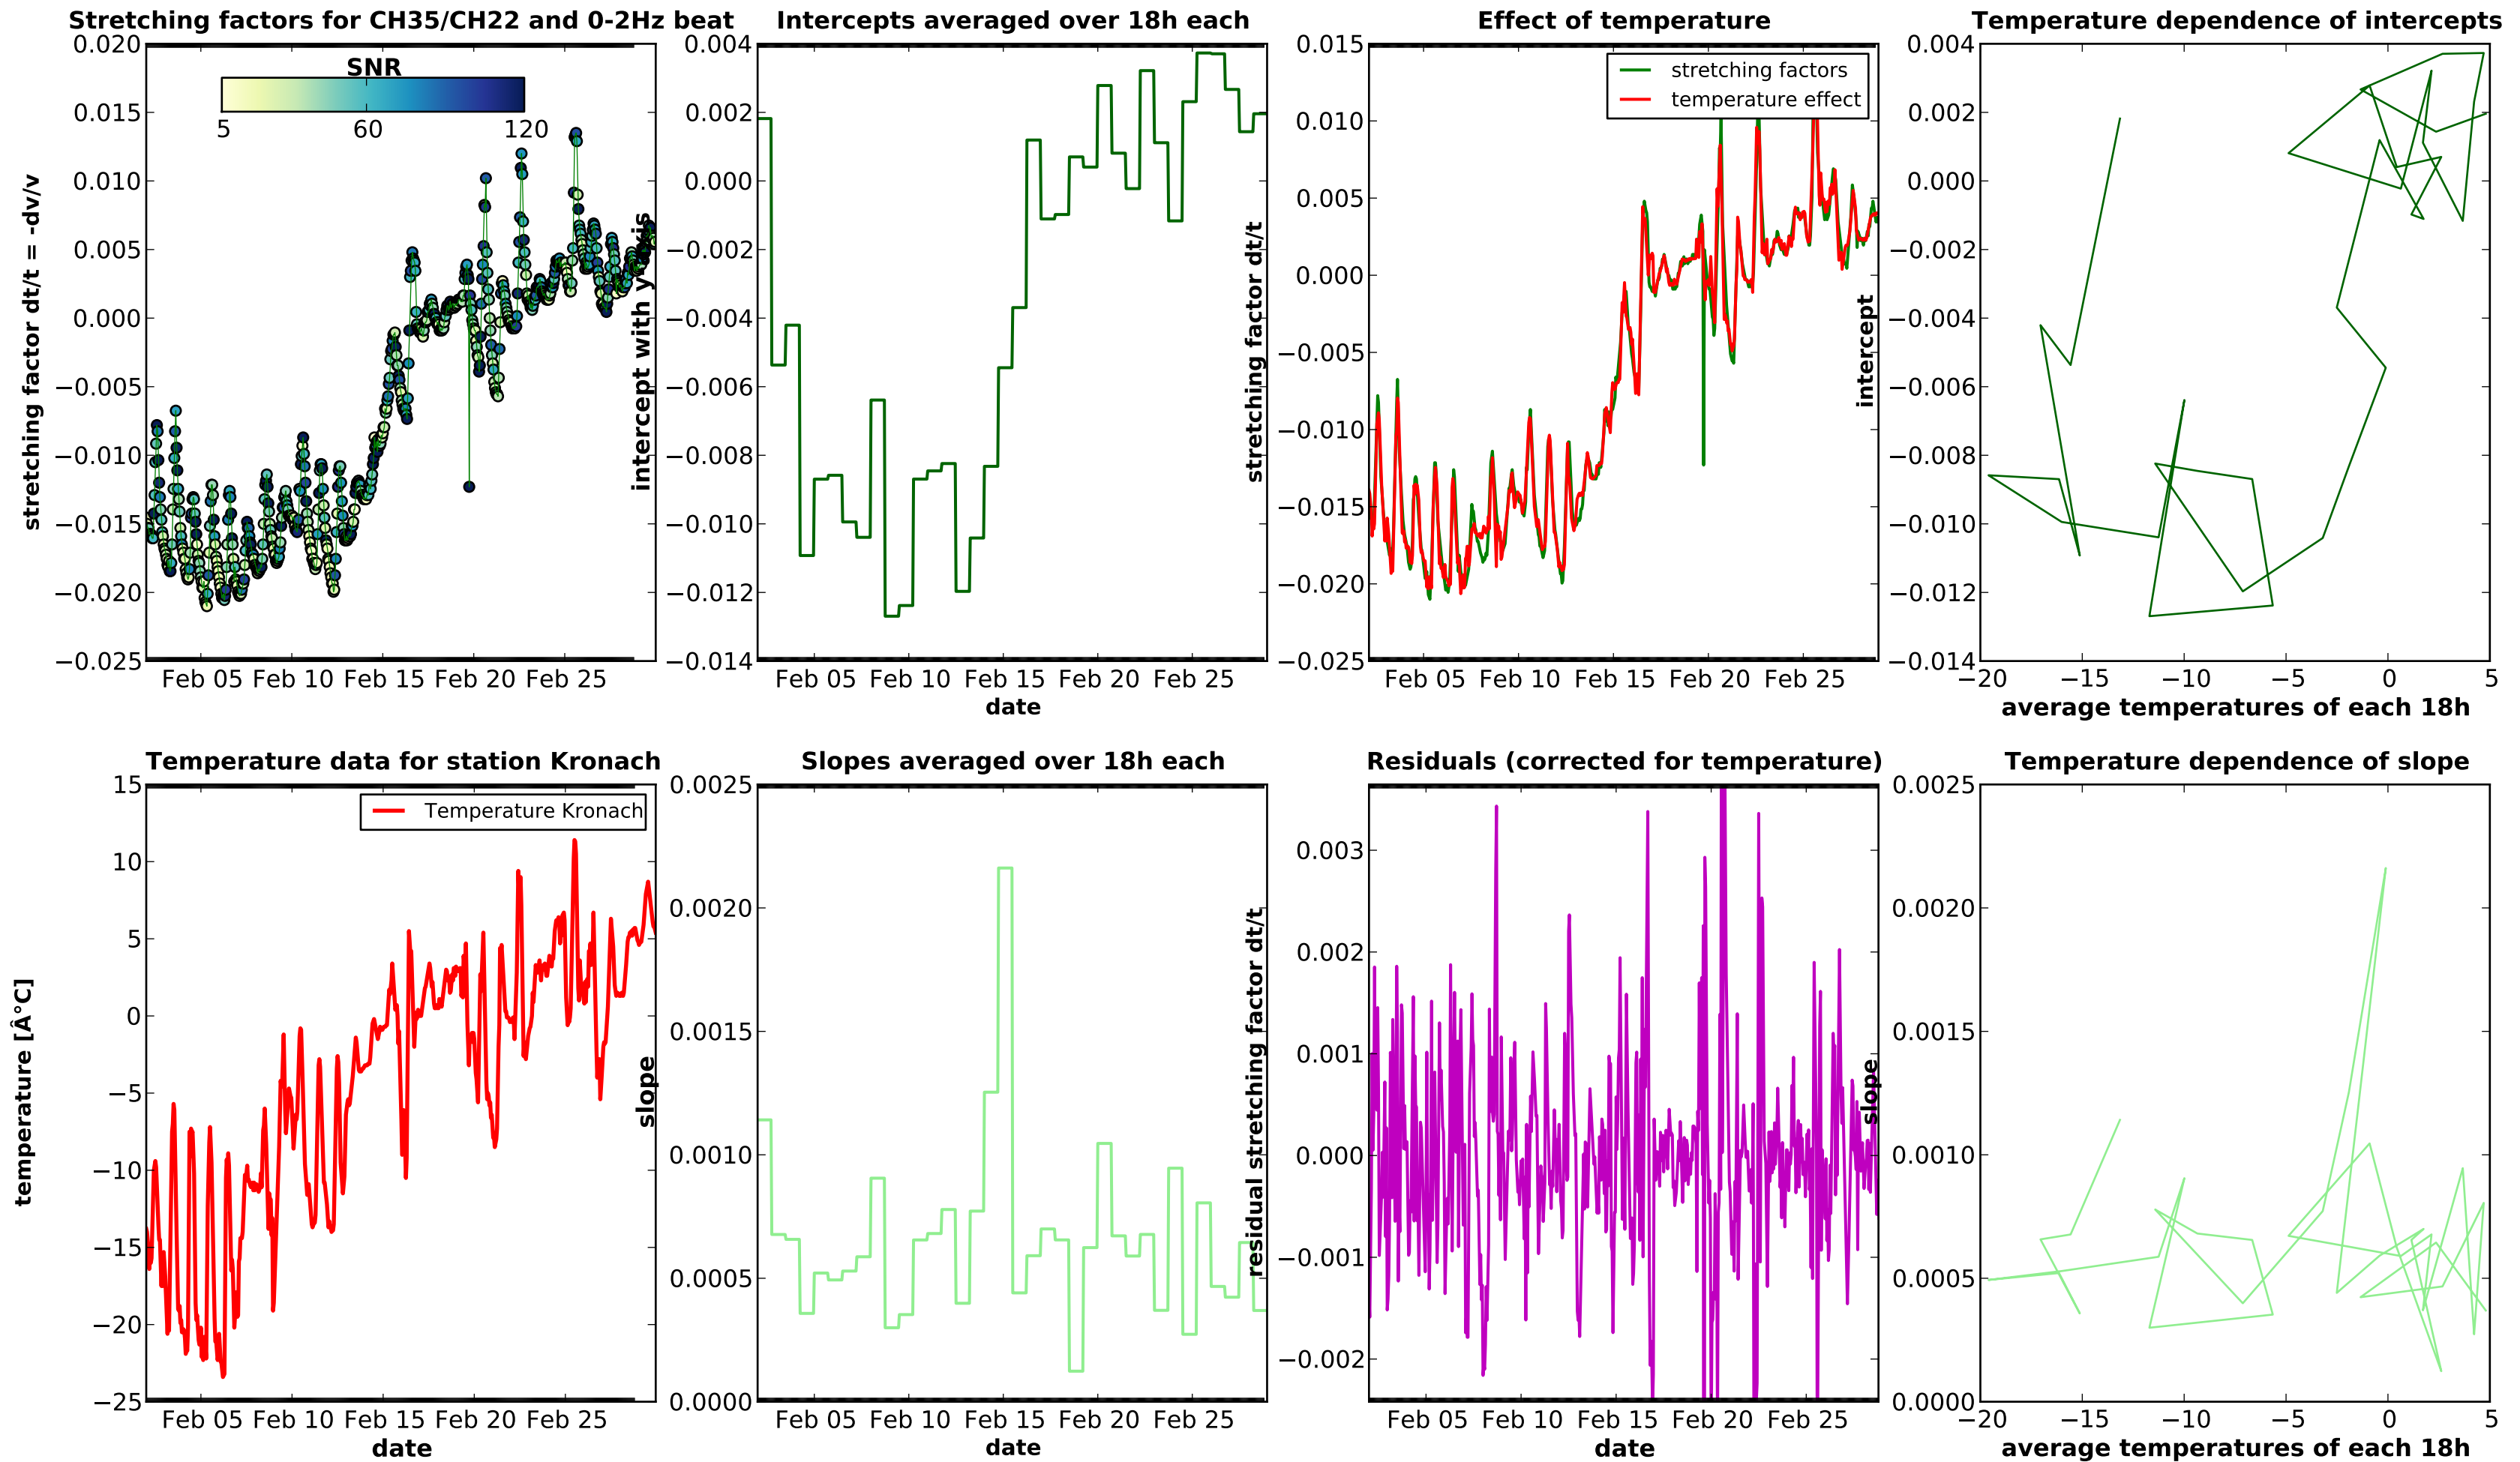 Stretching factors for CH35/CH22 and 0-2Hz beat
stretching factor dt/t = -dv/v
0.020
0.015
0.010
0.005
0.000
−0.005
−0.010
−0.015
−0.020
−0.025
SNR
5 60 120
Feb 05 Feb 10 Feb 15 Feb 20 Feb 25
Intercepts averaged over 18h each
intercept with y-axis
0.004
0.002
0.000
−0.002
−0.004
−0.006
−0.008
−0.010
−0.012
−0.014
Feb 05 Feb 10 Feb 15 Feb 20 Feb 25
date
Effect of temperature
stretching factor dt/t
0.015
0.010
0.005
0.000
−0.005
−0.010
−0.015
−0.020
−0.025
stretching factors
temperature effect
Feb 05 Feb 10 Feb 15 Feb 20 Feb 25
Temperature dependence of intercepts
intercept
0.004
0.002
0.000
−0.002
−0.004
−0.006
−0.008
−0.010
−0.012
−0.014
−20 −15 −10 −5 0 5
average temperatures of each 18h
Temperature data for station Kronach
temperature [Â°C]
15
10
5
0
−5
−10
−15
−20
−25
Temperature Kronach
Feb 05 Feb 10 Feb 15 Feb 20 Feb 25
date
Slopes averaged over 18h each
slope
0.0025
0.0020
0.0015
0.0010
0.0005
0.0000
Feb 05 Feb 10 Feb 15 Feb 20 Feb 25
date
Residuals (corrected for temperature)
residual stretching factor dt/t
0.003
0.002
0.001
0.000
−0.001
−0.002
Feb 05 Feb 10 Feb 15 Feb 20 Feb 25
date
Temperature dependence of slope
slope
0.0025
0.0020
0.0015
0.0010
0.0005
0.0000
−20 −15 −10 −5 0 5
average temperatures of each 18h